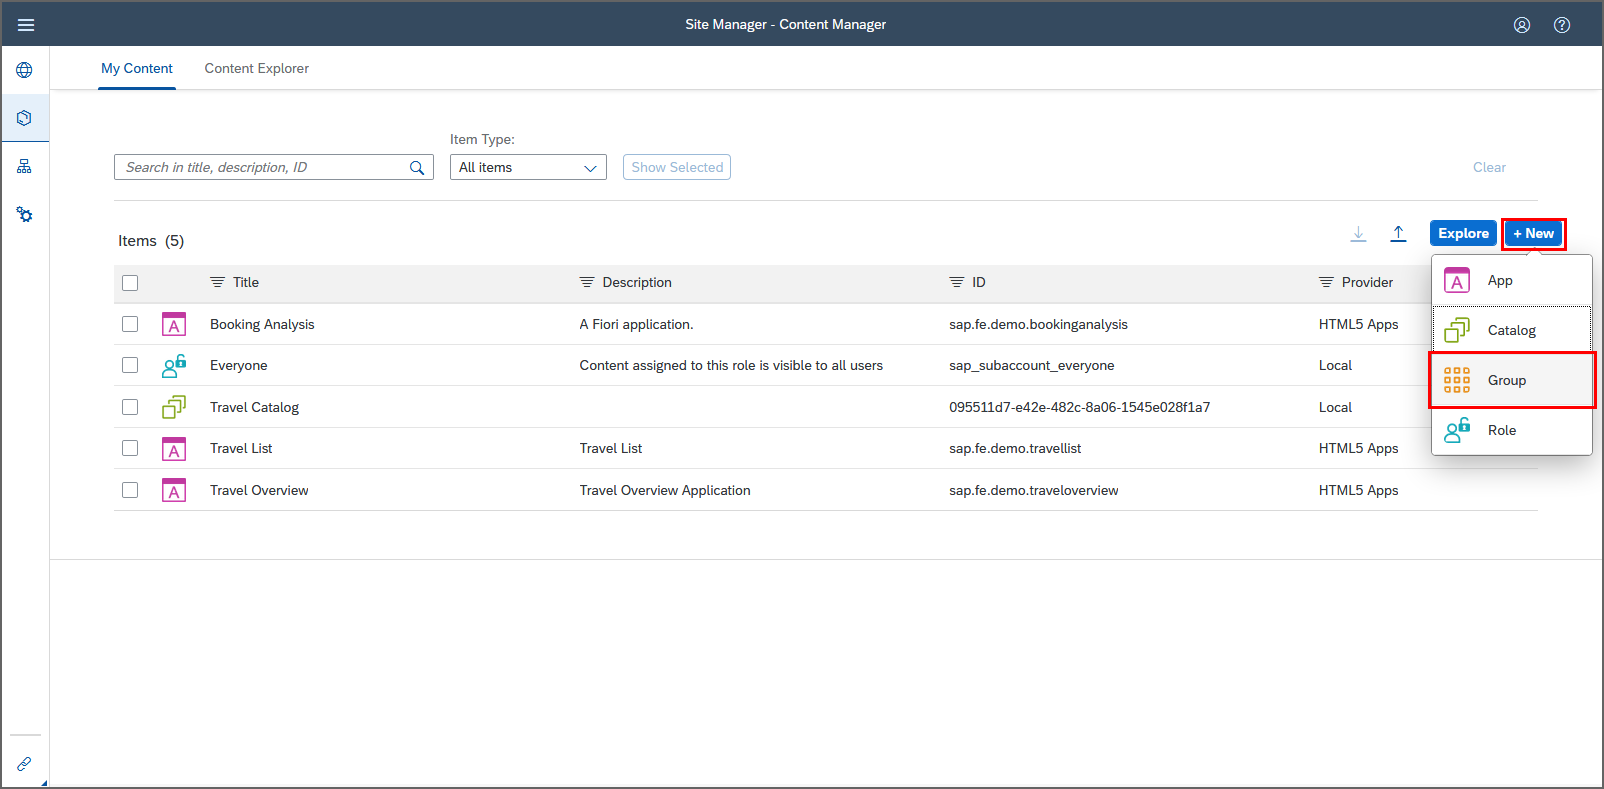 Site Manager - Content Manager
My Content Content Explorer
Item Type:
Search in title, description, ID All items Show Selected Clear
Items (5) Explore + New
Title Description ID Provider
Booking Analysis A Fiori application. sap.fe.demo.bookinganalysis HTML5 Apps
Everyone Content assigned to this role is visible to all users sap_subaccount_everyone Local
Travel Catalog 095511d7-e42e-482c-8a06-1545e028f1a7 Local
Travel List Travel List sap.fe.demo.travellist HTML5 Apps
Travel Overview Travel Overview Application sap.fe.demo.traveloverview HTML5 Apps
App
Catalog
Group
Role